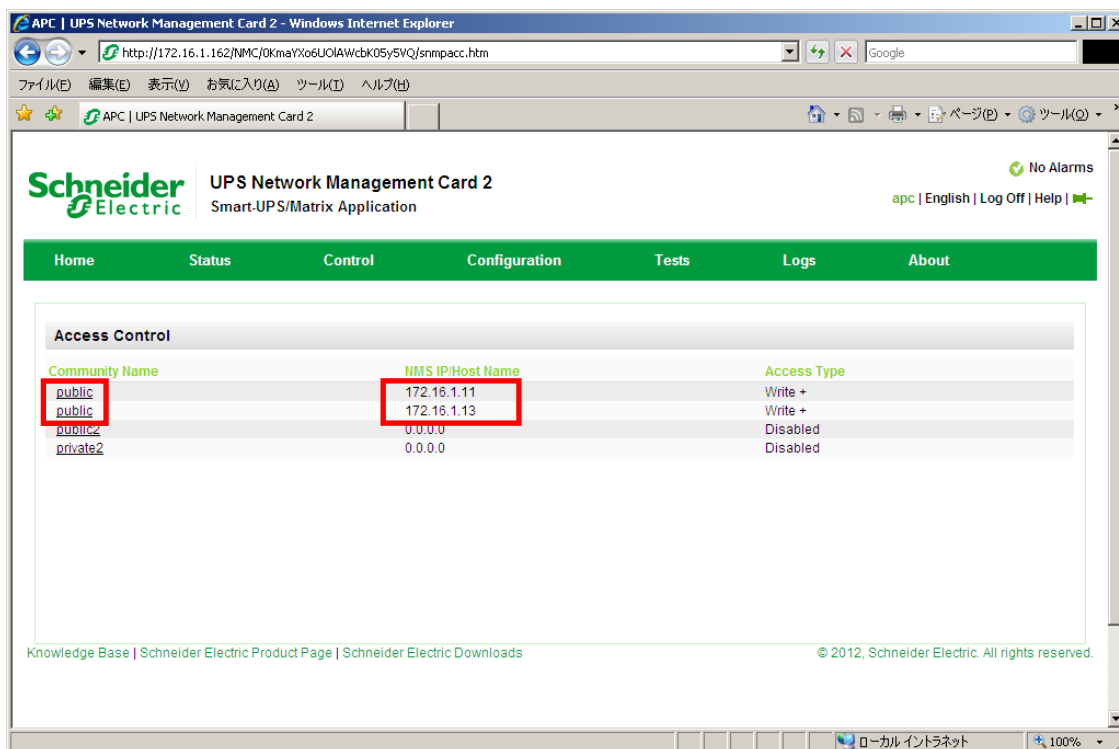 APC | UPS Network Management Card 2 - Windows Internet Explorer
http://172.16.1.162/NMC/0KmaYXo6UOlAWcbK05y5VQ/snmpacc.htm
Google
ファイル(F) 編集(E) 表示(V) お気に入り(A) ツール(T) ヘルプ(H)
APC | UPS Network Management Card 2
ページ(P) ツール(O)
No Alarms
Schneider Electric
UPS Network Management Card 2
Smart-UPS/Matrix Application
apc | English | Log Off | Help |
Home Status Control Configuration Tests Logs About
Access Control
Community Name NMS IP/Host Name Access Type
public 172.16.1.11 Write +
public 172.16.1.13 Write +
public2 0.0.0.0 Disabled
private2 0.0.0.0 Disabled
Knowledge Base | Schneider Electric Product Page | Schneider Electric Downloads
© 2012, Schneider Electric. All rights reserved.
ローカル イントラネット 100%